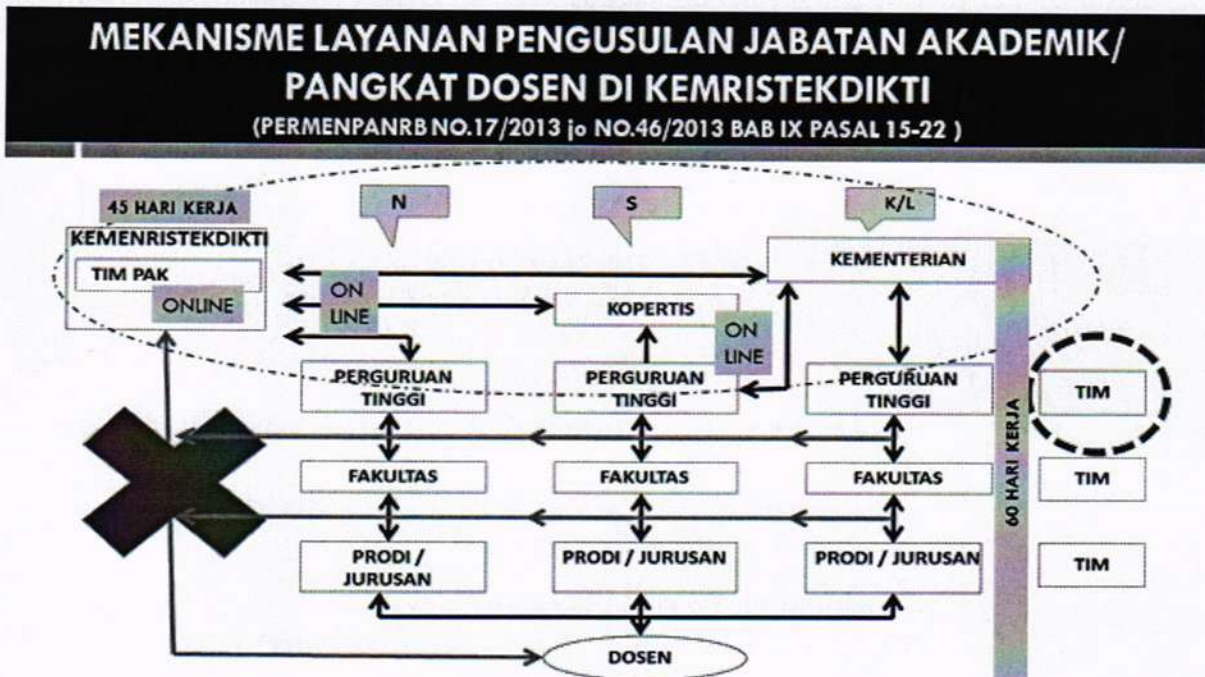 MEKANISME LAYANAN PENGUSULAN JABATAN AKADEMIK/
PANGKAT DOSEN DI KEMRISTEKDIKTI
(PERMENPANRB NO.17/2013 jo NO.46/2013 BAB IX PASAL 15-22 )
45 HARI KERJA
N
S
K/L
KEMENRISTEKDIKTI
TIM PAK
ONLINE
ON
LINE
KEMENTERIAN
KOPERTIS
ON
LINE
PERGURUAN
TINGGI
PERGURUAN
TINGGI
PERGURUAN
TINGGI
TIM
FAKULTAS
FAKULTAS
FAKULTAS
TIM
PRODI /
JURUSAN
PRODI / JURUSAN
PRODI / JURUSAN
TIM
60 HARI KERJA
DOSEN